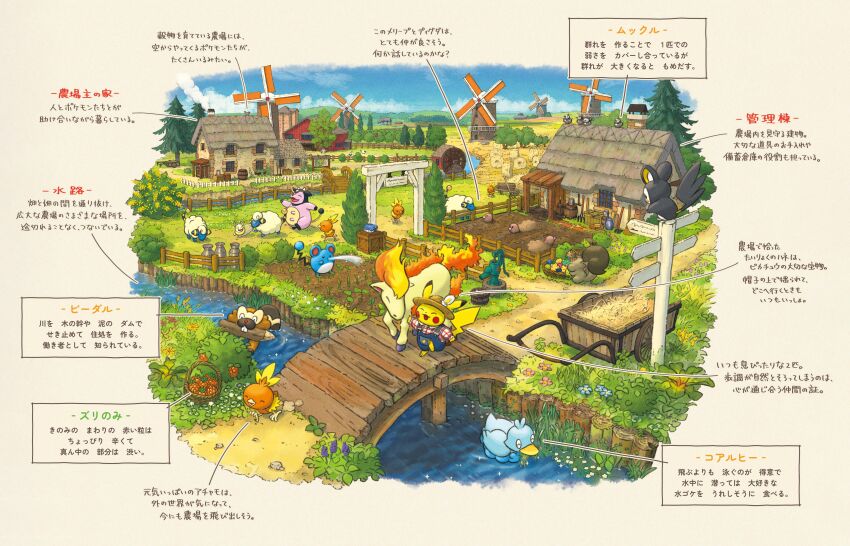 穀物を育てている農場には、
空からやってくるポケモンたちが、
たくさんいるみたい。
このメリープとディグダは、
とても仲が良さそう。
何か話しているのかな?
- ムックル -
群れを 作ることで 1匹での
弱さを カバーし合っているが
群れが 大きくなると もめだす。
- 農場主の家 -
人とポケモンたちとが
助け合いながら暮らしている。
- 管理棟 -
農場内を見守る建物。
大切な道具のお手入れや
備蓄倉庫の役割も担っている。
- 水路 -
畑と畑の間を通り抜け、
広大な農場のさまざまな場所を、
途切れることなく、つないでいる。
農場で拾った
たいりょくのハネは、
ピカチュウの大切な宝物。
帽子の上で揺られて、
どこへ行くときも
いつもいっしょ。
- ビーダル -
川を 木の幹や 泥の ダムで
せき止めて 住処を 作る。
働き者として 知られている。
いつも息ぴったりな2匹。
歩調が自然とそろってしまうのは、
心が通じ合う仲間の証。
- ズリのみ -
きのみの まわりの 赤い粒は
ちょっぴり 辛くて
真ん中の 部分は 渋い。
- コアルヒー -
飛ぶよりも 泳ぐのが 得意で
水中に 潜っては 大好きな
水ゴケを うれしそうに 食べる。
元気いっぱいのアチャモは、
外の世界が気になって、
今にも農場を飛び出しそう。